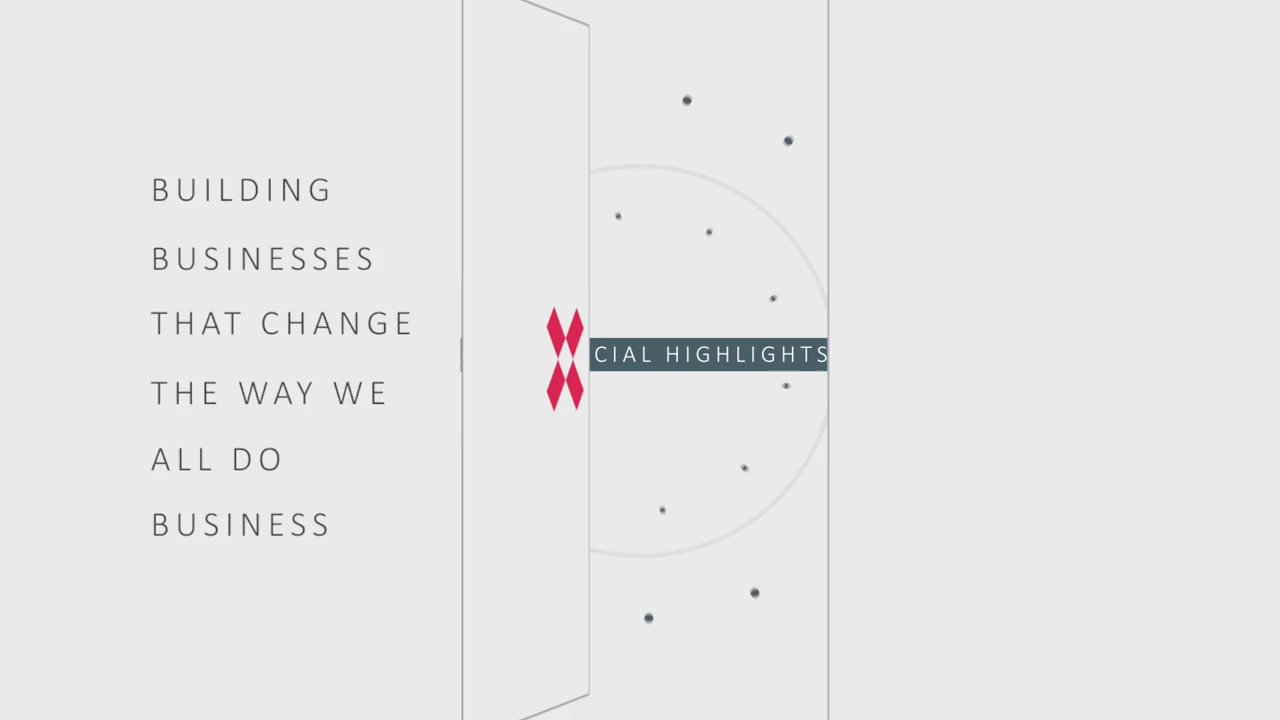 BUILDING
BUSINESSES
THAT CHANGE
THE WAY WE
ALL DO
BUSINESS
CIAL HIGHLIGHTS